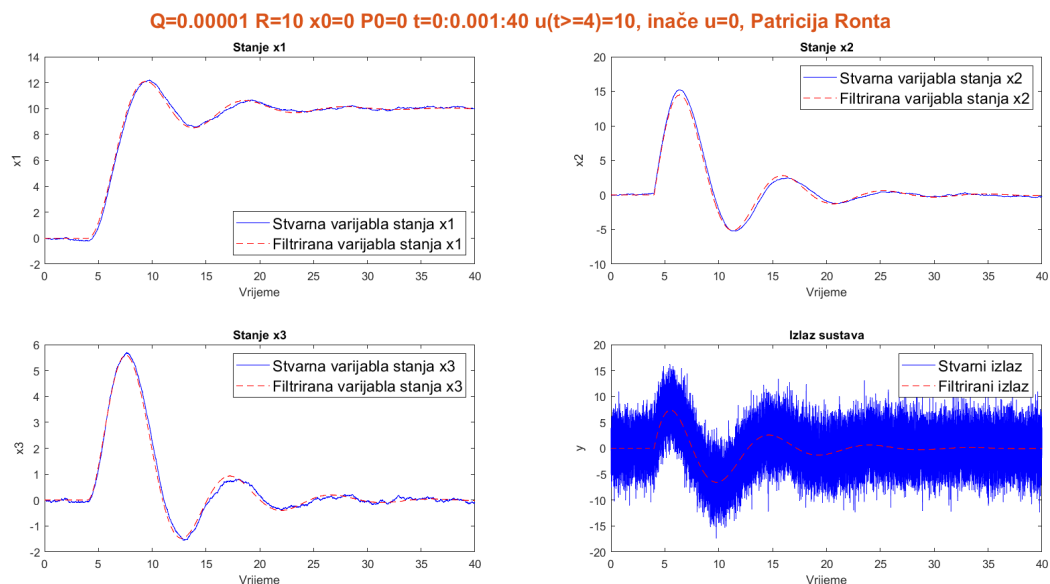 Q=0.00001 R=10 x0=0 P0=0 t=0:0.001:40 u(t>=4)=10, inače u=0, Patricija Ronta
Stanje x1
14
12
10
8
6
4
2
0
-2
x1
0 5 10 15 20 25 30 35 40
Vrijeme
Stvarna varijabla stanja x1
Filtrirana varijabla stanja x1
Stanje x2
20
15
10
5
0
-5
-10
x2
0 5 10 15 20 25 30 35 40
Vrijeme
Stvarna varijabla stanja x2
Filtrirana varijabla stanja x2
Stanje x3
6
5
4
3
2
1
0
-1
-2
x3
0 5 10 15 20 25 30 35 40
Vrijeme
Stvarna varijabla stanja x3
Filtrirana varijabla stanja x3
Izlaz sustava
20
15
10
5
0
-5
-10
-15
-20
y
0 5 10 15 20 25 30 35 40
Vrijeme
Stvarni izlaz
Filtrirani izlaz